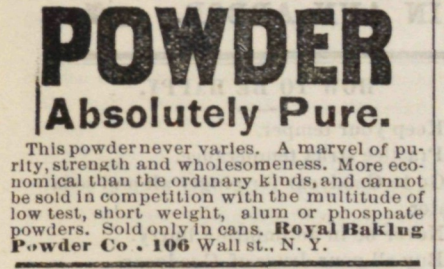 POWDER
Absolutely Pure.
This powder never varies. A marvel of pu-
rity, strength and wholesomeness. More eco-
nomical than the ordinary kinds, and cannot
be sold in competition with the multitude of
low test, short weight, alum or phosphate
powders. Sold only in cans. Royal Baking
Powder Co. 106 Wall st., N. Y.